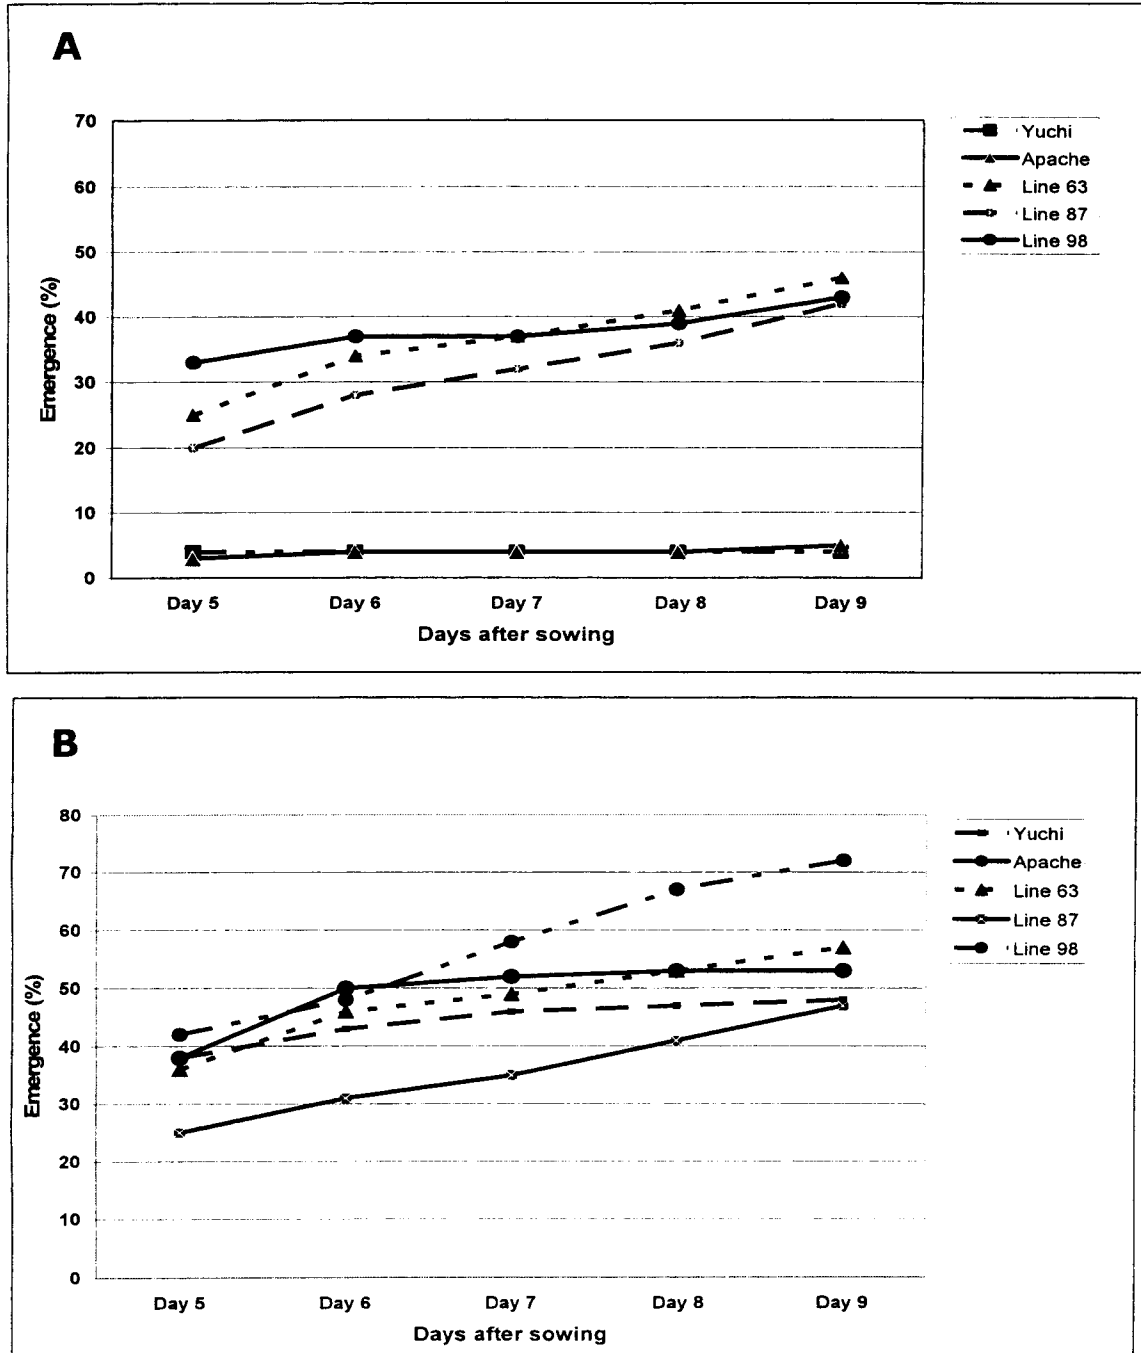 A
70
60
50
40
30
20
10
0
Emergence (%)
Day 5 Day 6 Day 7 Day 8 Day 9
Days after sowing
Yuchi
Apache
Line 63
Line 87
Line 98
B
80
70
60
50
40
30
20
10
0
Emergence (%)
Day 5 Day 6 Day 7 Day 8 Day 9
Days after sowing
Yuchi
Apache
Line 63
Line 87
Line 98